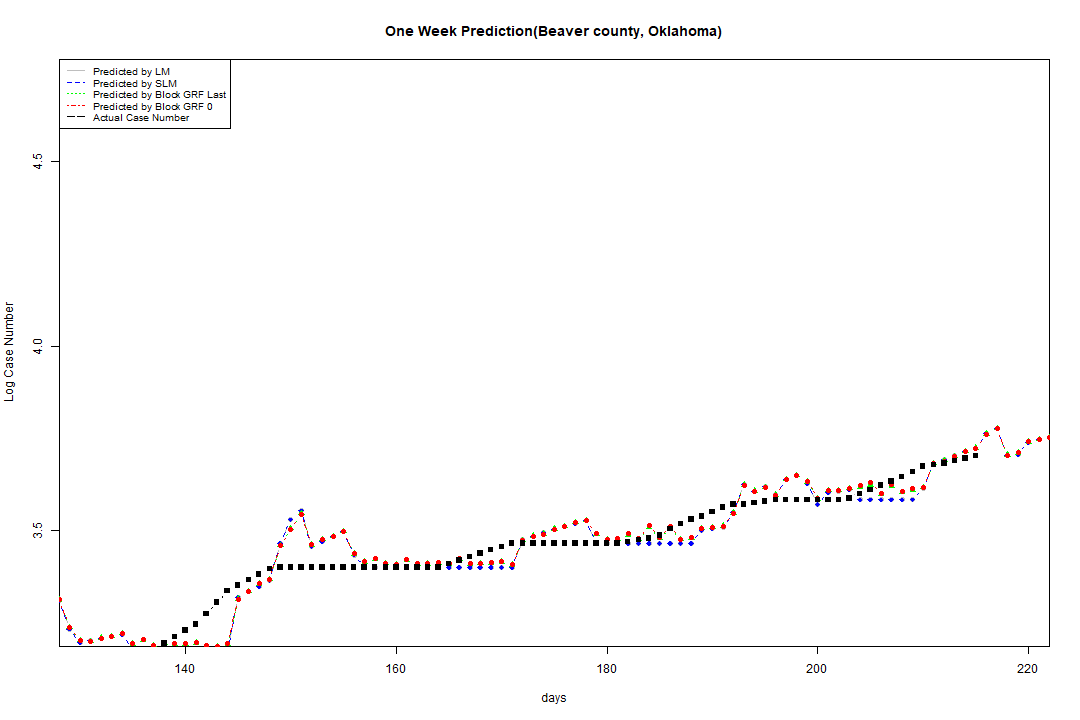 One Week Prediction(Beaver county, Oklahoma)
Predicted by LM
Predicted by SLM
Predicted by Block GRF Last
Predicted by Block GRF 0
Actual Case Number
4.5
4.0
3.5
Log Case Number
140 160 180 200 220
days